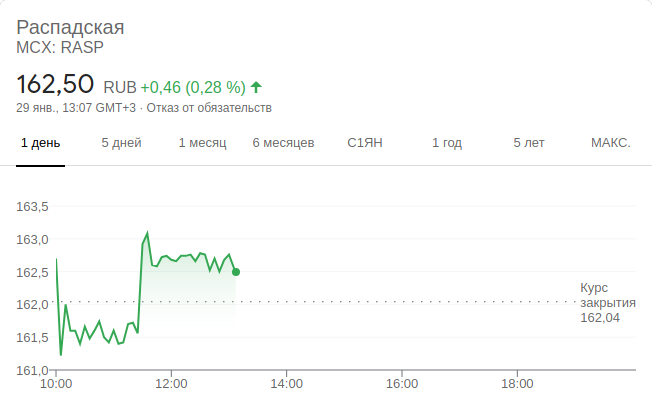 Распадская
MCX: RASP
162,50 RUB +0,46 (0,28 %)
29 янв., 13:07 GMT+3 · Отказ от обязательств
1 день 5 дней 1 месяц 6 месяцев С1ЯН 1 год 5 лет МАКС.
163,5
163,0
162,5
162,0
161,5
161,0
Курс
закрытия
162,04
10:00 12:00 14:00 16:00 18:00